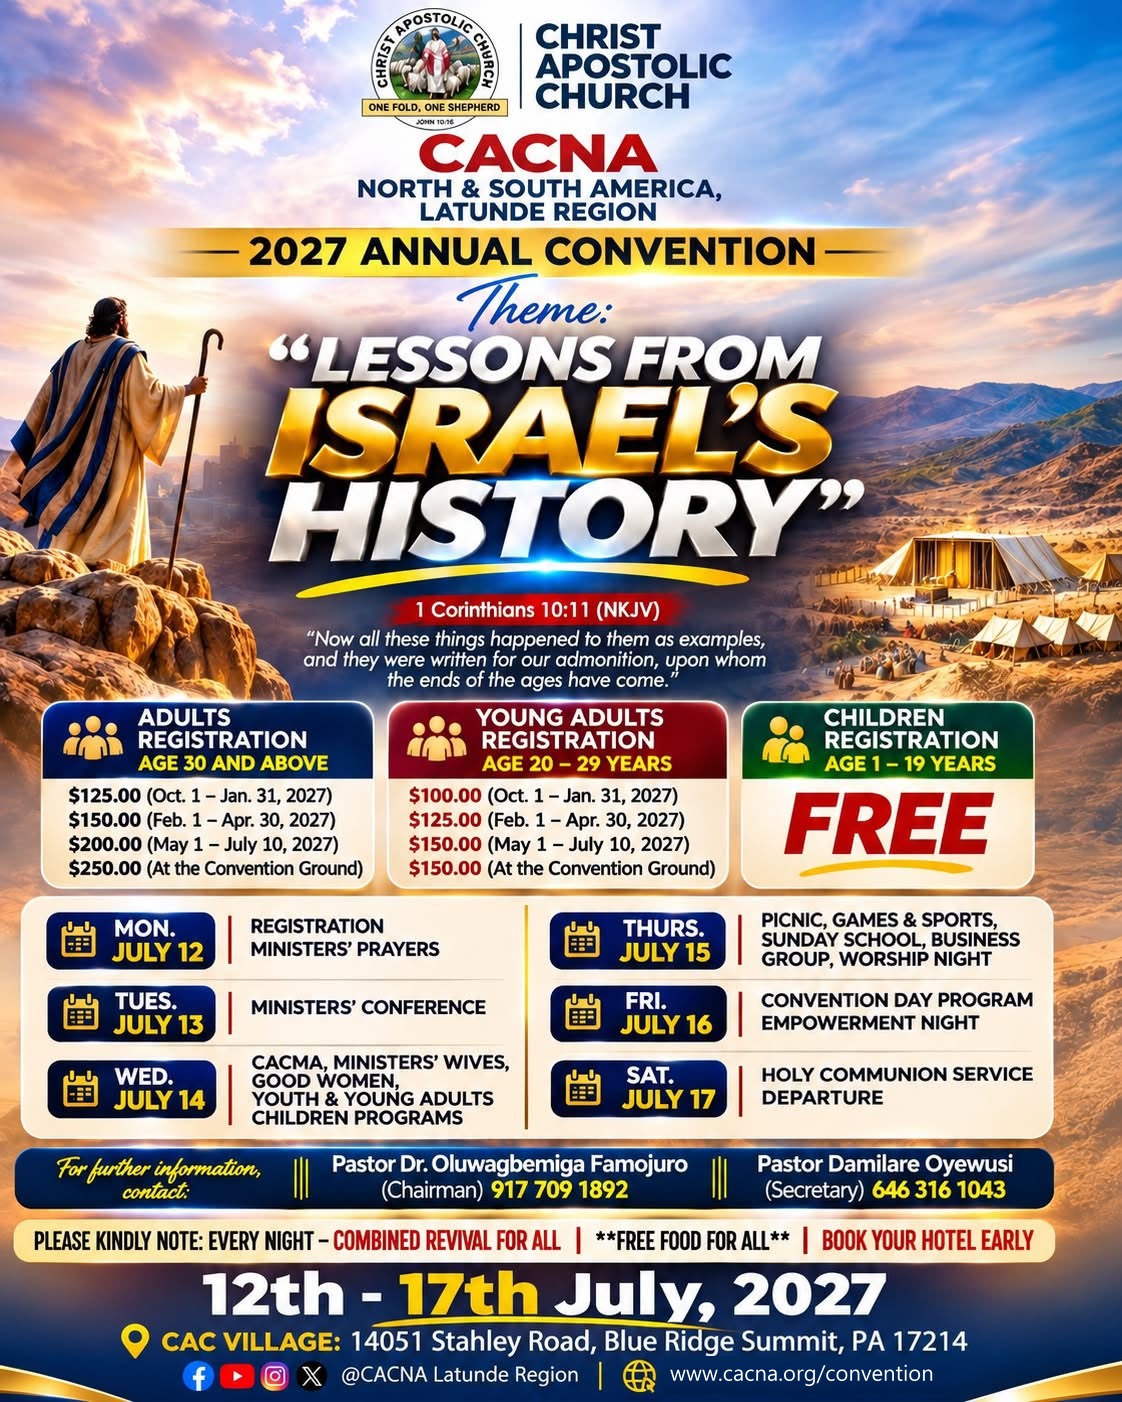 CHRIST APOSTOLIC CHURCH
ONE FOLD, ONE SHEPHERD
JOHN 10:16
CHRIST
APOSTOLIC
CHURCH
CACNA
NORTH & SOUTH AMERICA,
LATUNDE REGION
2027 ANNUAL CONVENTION
Theme:
“LESSONS FROM
ISRAEL’S
HISTORY”
1 Corinthians 10:11 (NKJV)
“Now all these things happened to them as examples,
and they were written for our admonition, upon whom
the ends of the ages have come.”
ADULTS
REGISTRATION
AGE 30 AND ABOVE
$125.00 (Oct. 1 – Jan. 31, 2027)
$150.00 (Feb. 1 – Apr. 30, 2027)
$200.00 (May 1 – July 10, 2027)
$250.00 (At the Convention Ground)
YOUNG ADULTS
REGISTRATION
AGE 20 – 29 YEARS
$100.00 (Oct. 1 – Jan. 31, 2027)
$125.00 (Feb. 1 – Apr. 30, 2027)
$150.00 (May 1 – July 10, 2027)
$150.00 (At the Convention Ground)
CHILDREN
REGISTRATION
AGE 1 – 19 YEARS
FREE
MON.
JULY 12
REGISTRATION
MINISTERS’ PRAYERS
TUES.
JULY 13
MINISTERS’ CONFERENCE
WED.
JULY 14
CACMA, MINISTERS’ WIVES,
GOOD WOMEN,
YOUTH & YOUNG ADULTS
CHILDREN PROGRAMS
THURS.
JULY 15
PICNIC, GAMES & SPORTS,
SUNDAY SCHOOL, BUSINESS
GROUP, WORSHIP NIGHT
FRI.
JULY 16
CONVENTION DAY PROGRAM
EMPOWERMENT NIGHT
SAT.
JULY 17
HOLY COMMUNION SERVICE
DEPARTURE
For further information,
contact:
Pastor Dr. Oluwagbemiga Famojuro
(Chairman) 917 709 1892
Pastor Damilare Oyewusi
(Secretary) 646 316 1043
PLEASE KINDLY NOTE: EVERY NIGHT – COMBINED REVIVAL FOR ALL | **FREE FOOD FOR ALL** | BOOK YOUR HOTEL EARLY
12th - 17th July, 2027
CAC VILLAGE: 14051 Stahley Road, Blue Ridge Summit, PA 17214
@CACNA Latunde Region | www.cacna.org/convention